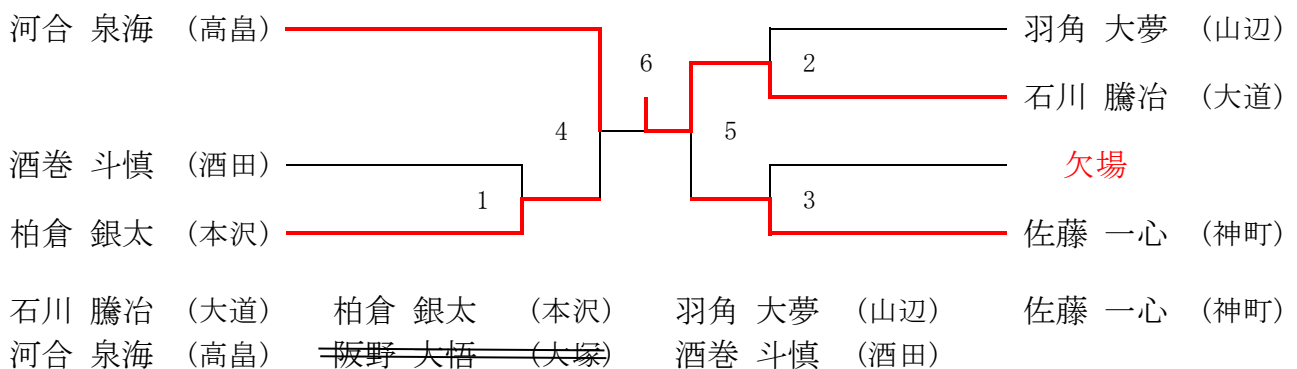 河合 泉海 (高畠) 羽角 大夢 (山辺)
6 2
石川 騰冶 (大道)
4 5
酒巻 斗慎 (酒田) 欠場
1 3
柏倉 銀太 (本沢) 佐藤 一心 (神町)
石川 騰冶 (大道) 柏倉 銀太 (本沢) 羽角 大夢 (山辺) 佐藤 一心 (神町)
河合 泉海 (高畠) 阪野 大悟 (大塚) 酒巻 斗慎 (酒田)